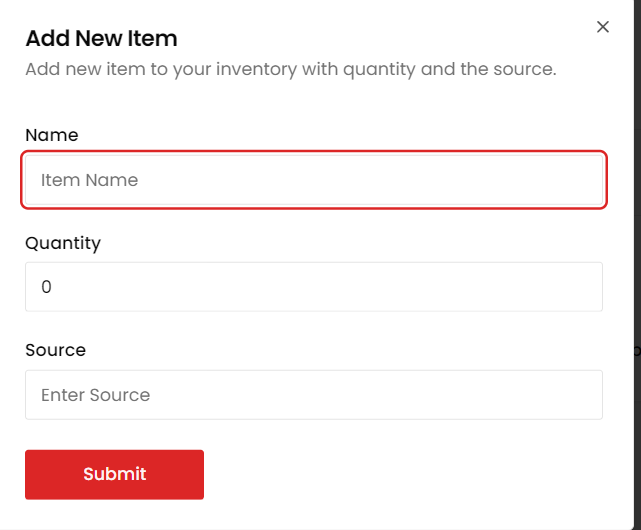 Add New Item
Add new item to your inventory with quantity and the source.
Name
Item Name
Quantity
0
Source
Enter Source
Submit